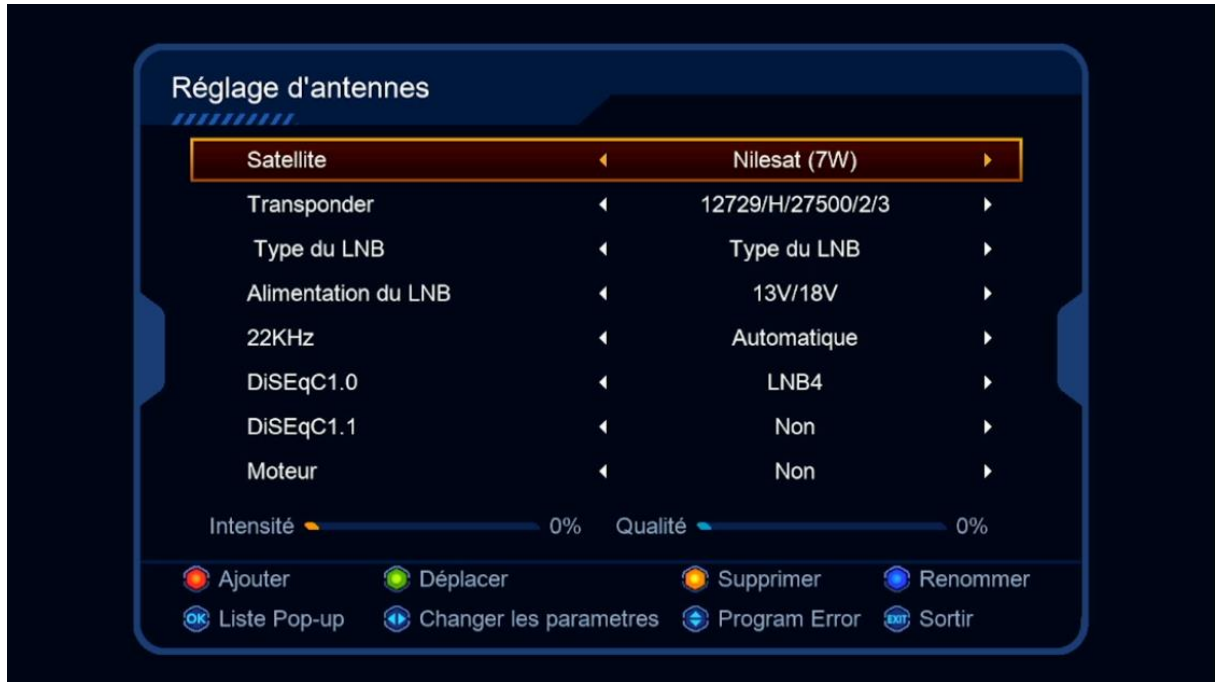 Réglage d'antennes
Satellite Nilesat (7W)
Transponder 12729/H/27500/2/3
Type du LNB Type du LNB
Alimentation du LNB 13V/18V
22KHz Automatique
DiSEqC1.0 LNB4
DiSEqC1.1 Non
Moteur Non
Intensité 0% Qualité 0%
Ajouter Déplacer Supprimer Renommer
OK Liste Pop-up Changer les parametres Program Error EXIT Sortir